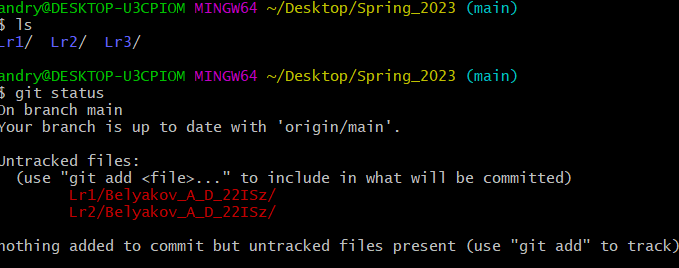 andry@DESKTOP-U3CPIOM MINGW64 ~/Desktop/Spring_2023 (main)
$ ls
Lr1/  Lr2/  Lr3/
andry@DESKTOP-U3CPIOM MINGW64 ~/Desktop/Spring_2023 (main)
$ git status
On branch main
Your branch is up to date with 'origin/main'.
Untracked files:
  (use "git add <file>..." to include in what will be committed)
        Lr1/Belyakov_A_D_22ISz/
        Lr2/Belyakov_A_D_22ISz/
nothing added to commit but untracked files present (use "git add" to track)